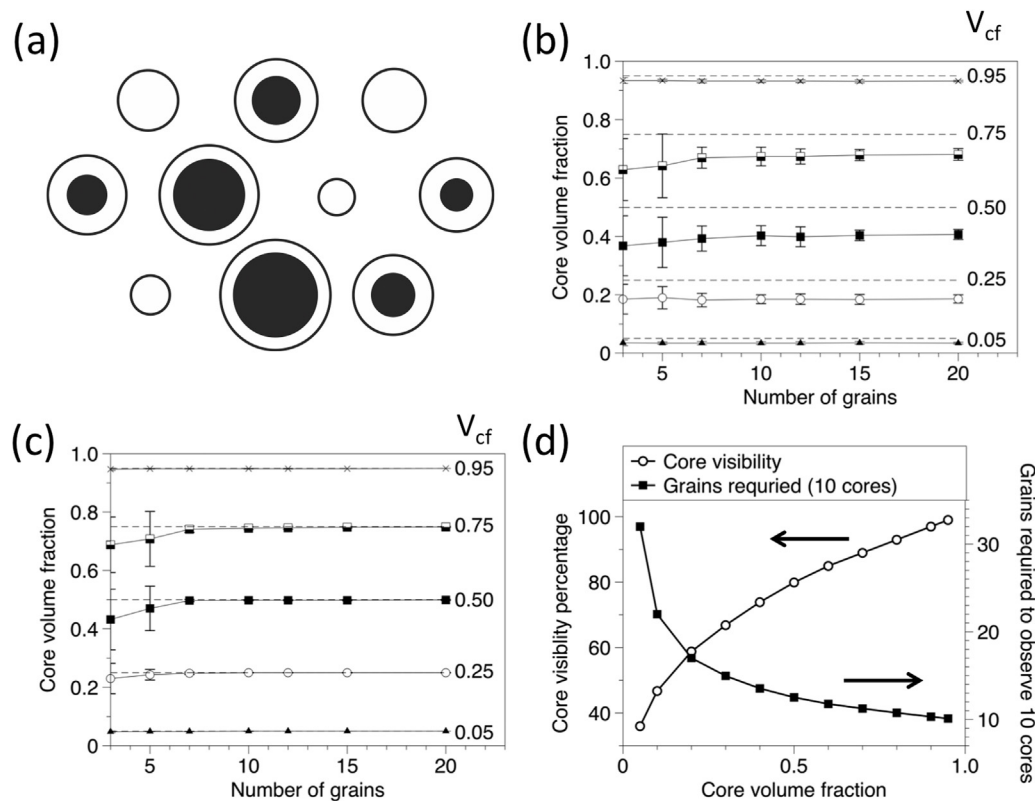 (a)
(b)
V_cf
Core volume fraction
1.0
0.8
0.6
0.4
0.2
0
0.95
0.75
0.50
0.25
0.05
5
10
15
20
Number of grains
(c)
V_cf
Core volume fraction
1.0
0.8
0.6
0.4
0.2
0
0.95
0.75
0.50
0.25
0.05
5
10
15
20
Number of grains
(d)
Core visibility
Grains requried (10 cores)
Core visiblity percentage
100
80
60
40
30
20
10
Grains required to observe 10 cores
0
0.5
1.0
Core volume fraction